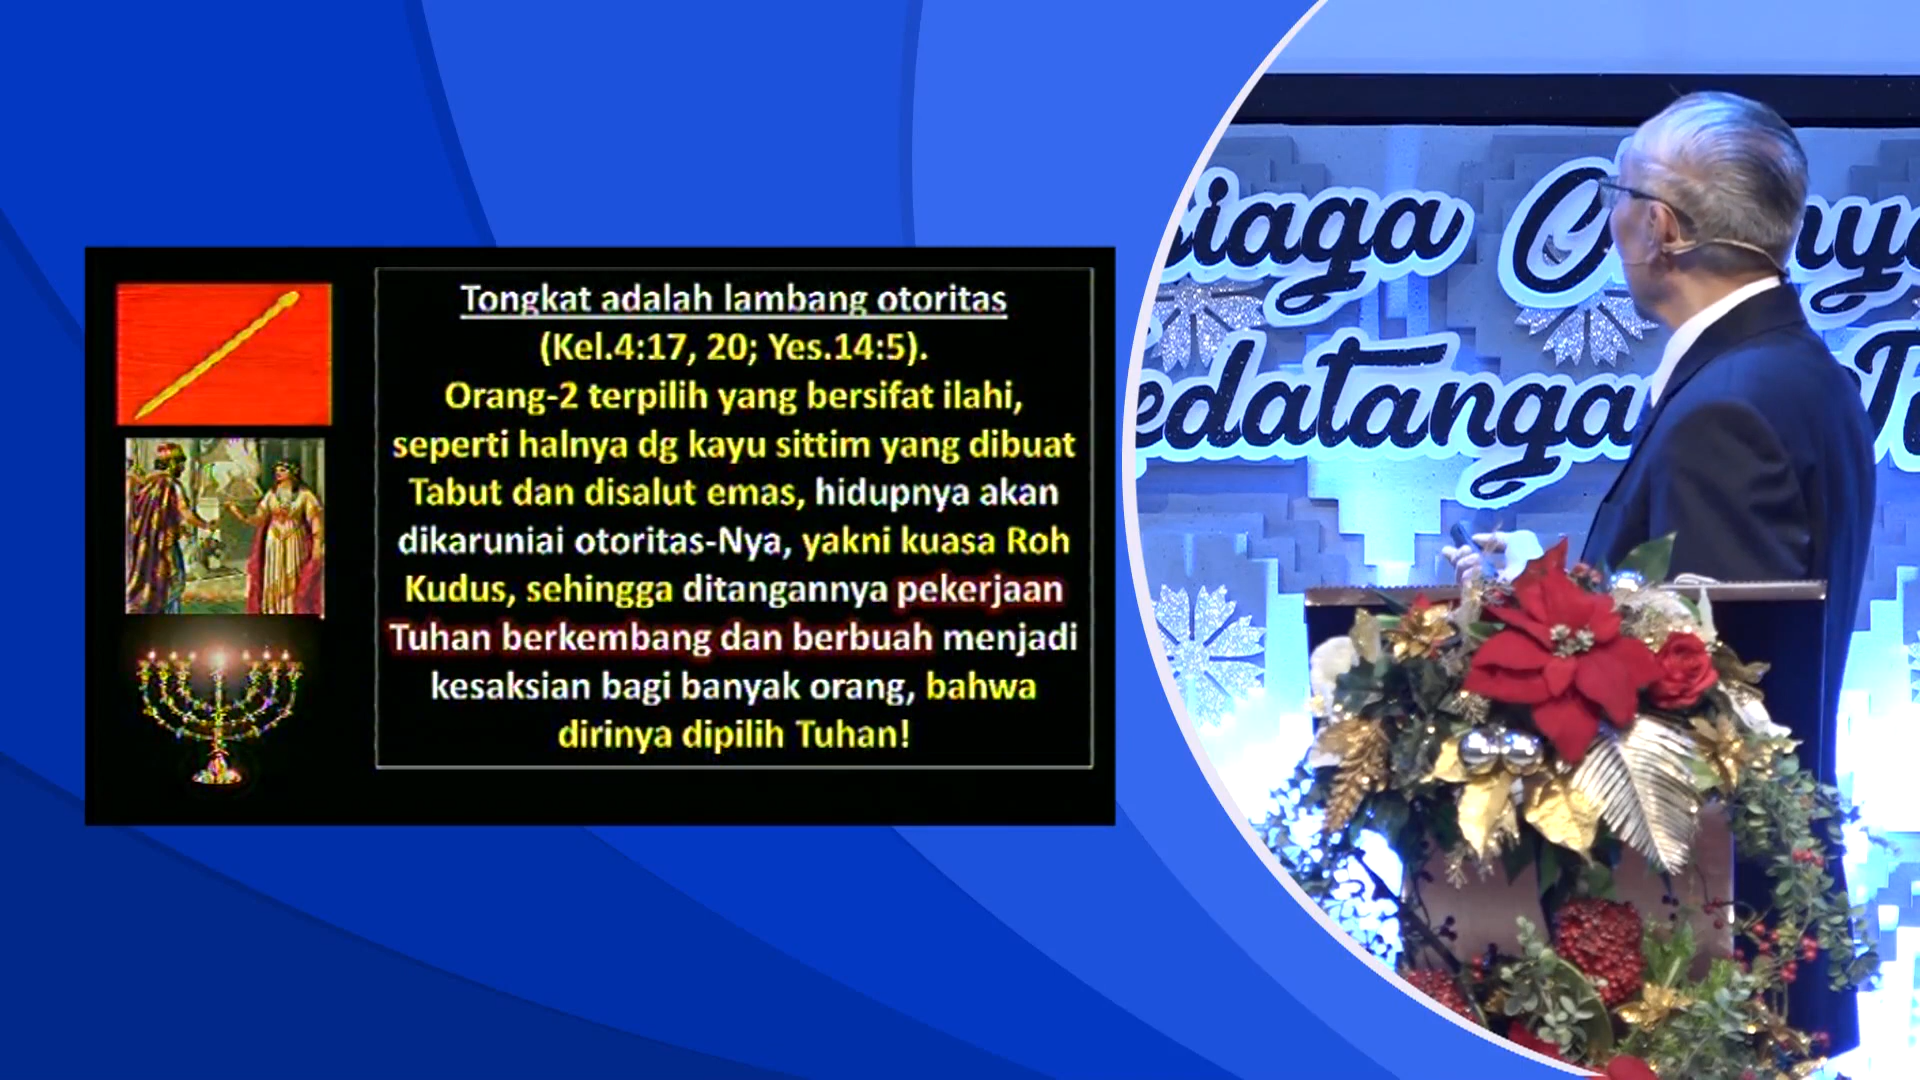 Tongkat adalah lambang otoritas
(Kel.4:17, 20; Yes.14:5).
Orang-2 terpilih yang bersifat ilahi,
seperti halnya dg kayu sittim yang dibuat
Tabut dan disalut emas, hidupnya akan
dikaruniai otoritas-Nya, yakni kuasa Roh
Kudus, sehingga ditangannya pekerjaan
Tuhan berkembang dan berbuah menjadi
kesaksian bagi banyak orang, bahwa
dirinya dipilih Tuhan!